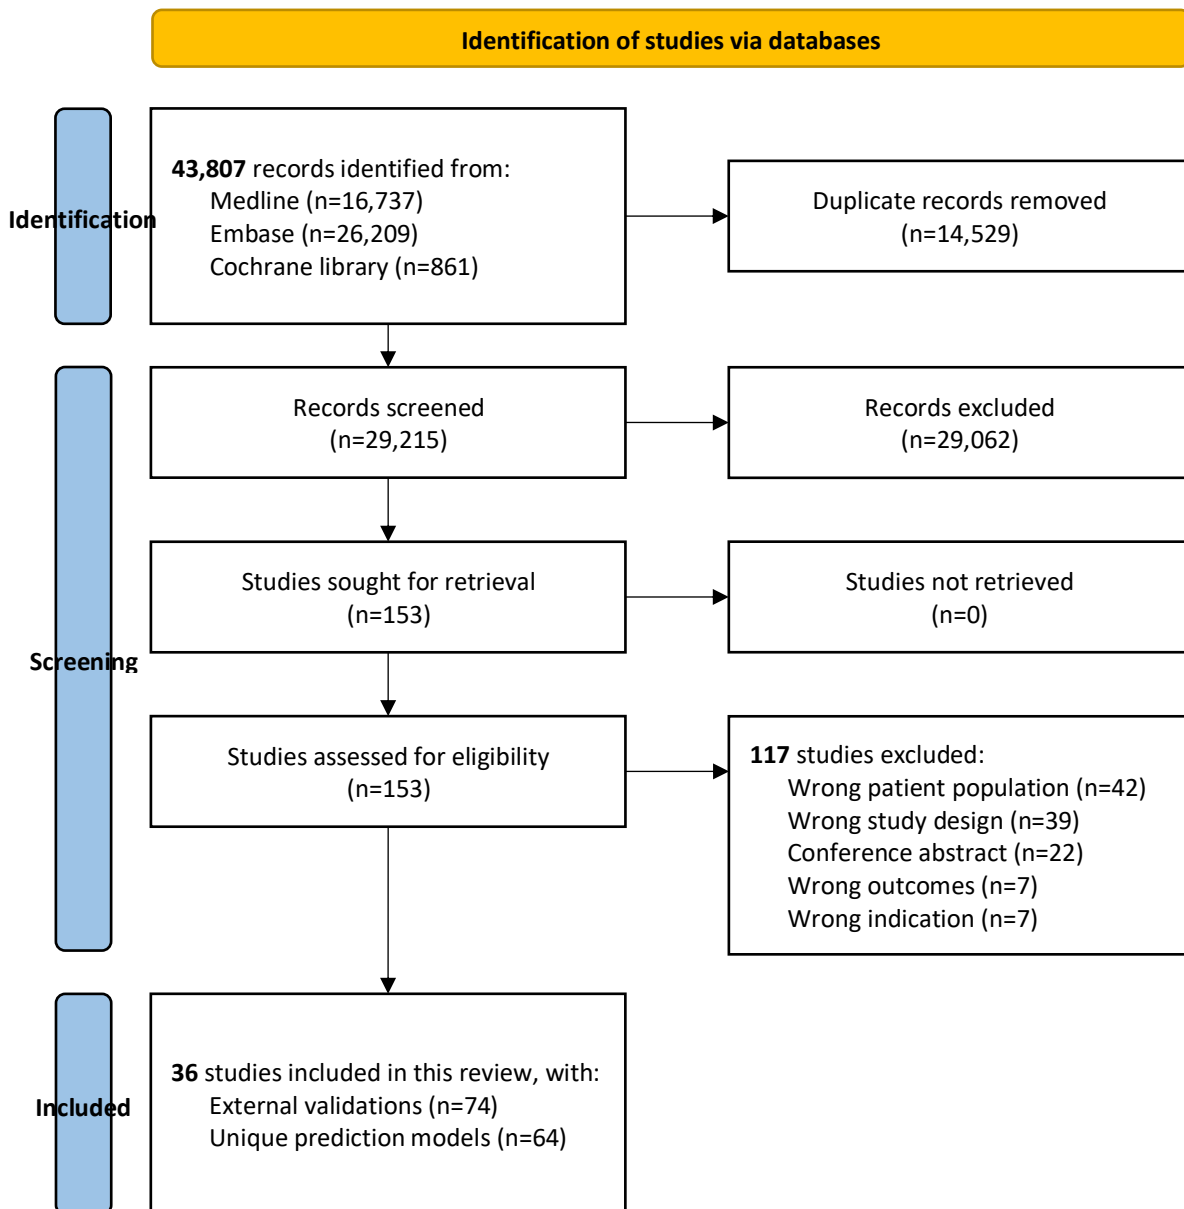 Identification of studies via databases
Identification
43,807 records identified from:
Medline (n=16,737)
Embase (n=26,209)
Cochrane library (n=861)
Duplicate records removed
(n=14,529)
Screening
Records screened
(n=29,215)
Records excluded
(n=29,062)
Studies sought for retrieval
(n=153)
Studies not retrieved
(n=0)
Studies assessed for eligibility
(n=153)
117 studies excluded:
Wrong patient population (n=42)
Wrong study design (n=39)
Conference abstract (n=22)
Wrong outcomes (n=7)
Wrong indication (n=7)
Included
36 studies included in this review, with:
External validations (n=74)
Unique prediction models (n=64)